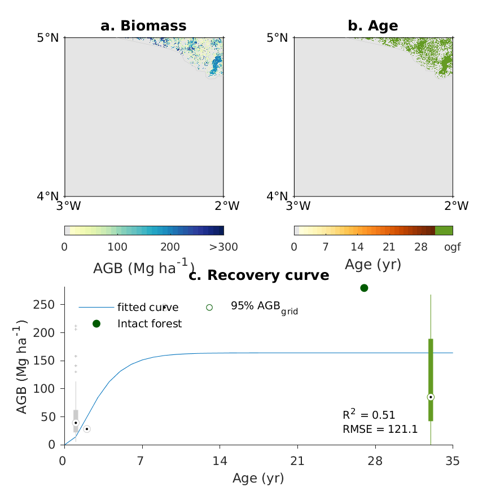 a. Biomass
b. Age
5°N
5°N
4°N
4°N
3°W
2°W
3°W
2°W
0
100
200
>300
0
7
14
21
28
ogf
AGB (Mg ha⁻¹)
Age (yr)
c. Recovery curve
fitted curve
95% AGB_grid
Intact forest
250
200
150
100
50
0
AGB (Mg ha⁻¹)
R² = 0.51
RMSE = 121.1
0
7
14
21
28
35
Age (yr)